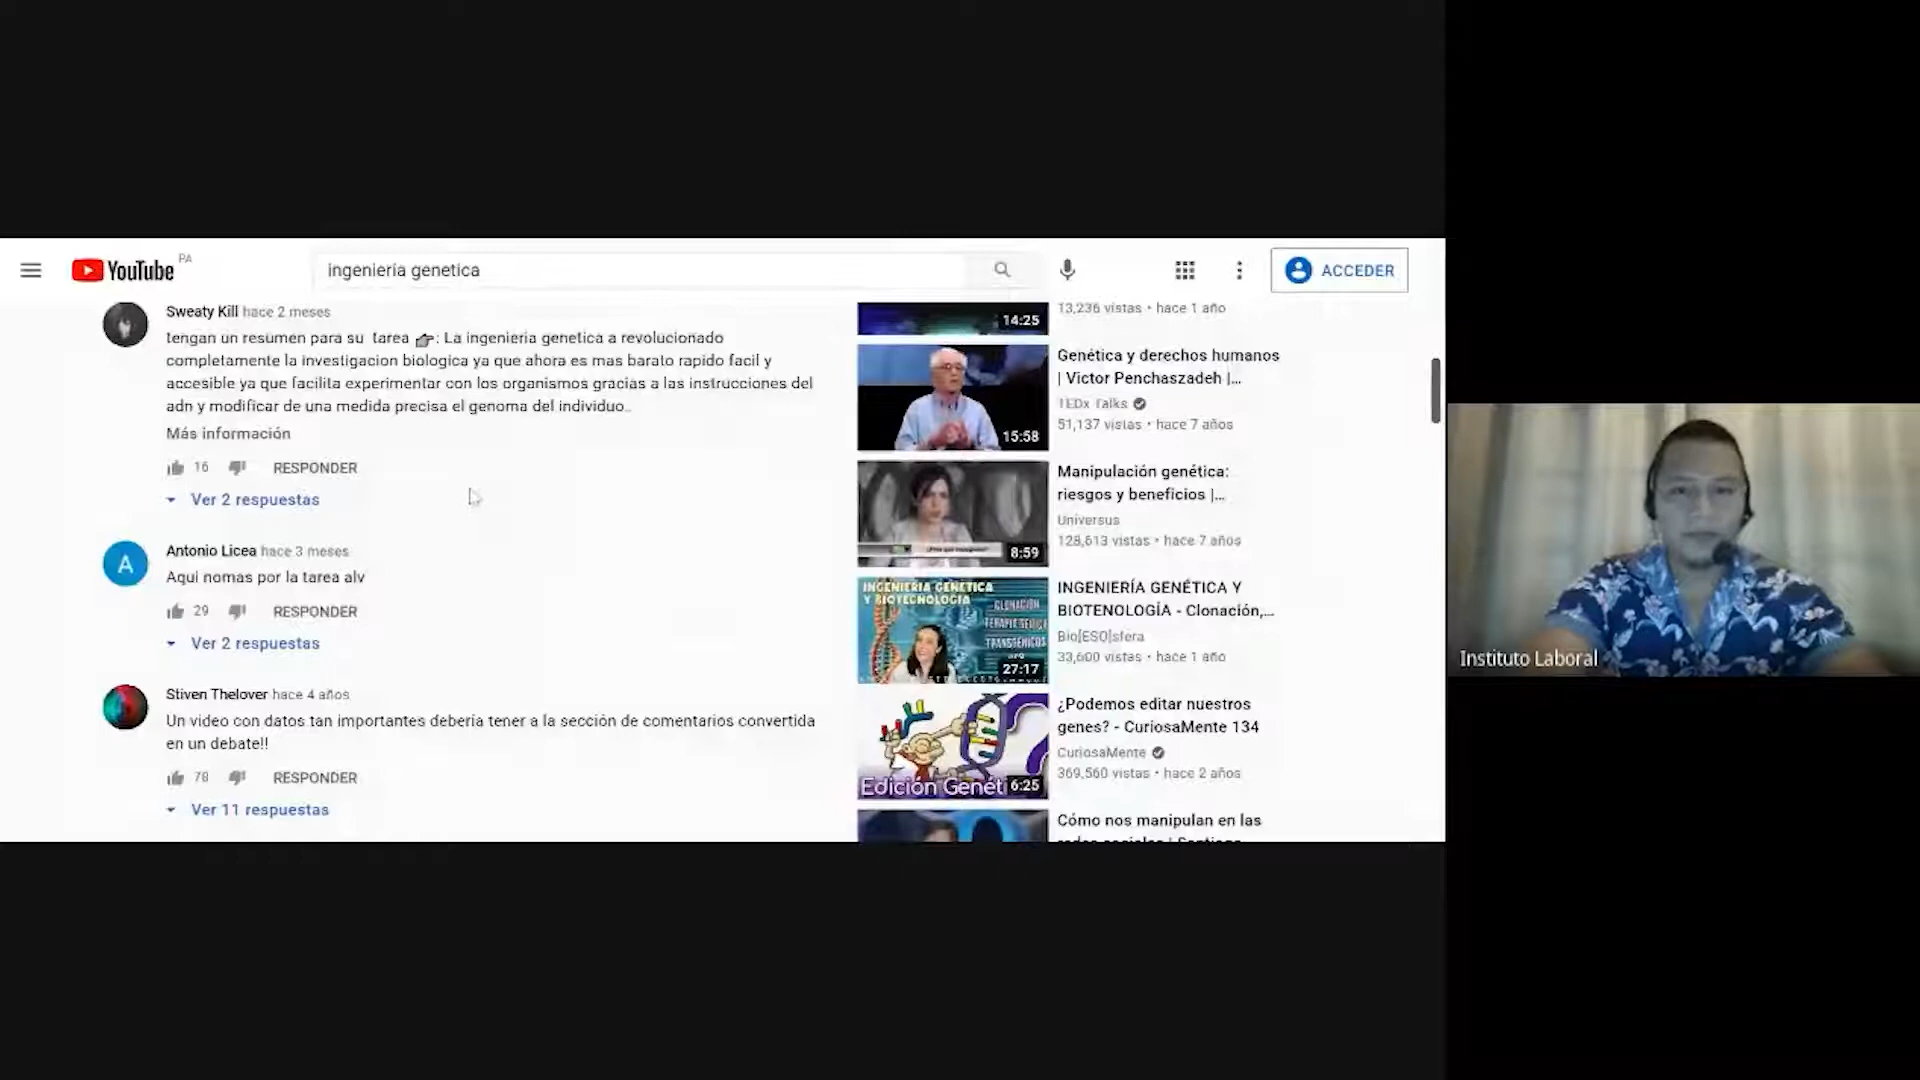 YouTube PA
ingenieria genetica
ACCEDER
Sweaty Kill hace 2 meses
tengan un resumen para su tarea 👉: La ingenieria genetica a revolucionado
completamente la investigacion biologica ya que ahora es mas barato rapido facil y
accesible ya que facilita experimentar con los organismos gracias a las instrucciones del
adn y modificar de una medida precisa el genoma del individuo..
Más información
16 RESPONDER
Ver 2 respuestas
Antonio Licea hace 3 meses
Aqui nomas por la tarea alv
29 RESPONDER
Ver 2 respuestas
Stiven Thelover hace 4 años
Un video con datos tan importantes debería tener a la sección de comentarios convertida
en un debate!!
78 RESPONDER
Ver 11 respuestas
14:25
13,236 vistas • hace 1 año
15:58
Genética y derechos humanos
| Victor Penchaszadeh |...
TEDx Talks
51,137 vistas • hace 7 años
8:59
Manipulación genética:
riesgos y beneficios |...
Universus
128,613 vistas • hace 7 años
INGENIERIA GENETICA
Y BIOTECNOLOGIA
CLONACIÓN
TERAPIA GÉNICA
TRANSGÉNICOS
27:17
INGENIERÍA GENÉTICA Y
BIOTENOLOGÍA - Clonación,...
Bio[ESO]sfera
33,600 vistas • hace 1 año
Edición Genét
6:25
¿Podemos editar nuestros
genes? - CuriosaMente 134
CuriosaMente
369,560 vistas • hace 2 años
Cómo nos manipulan en las
redes sociales | Santiago
Instituto Laboral